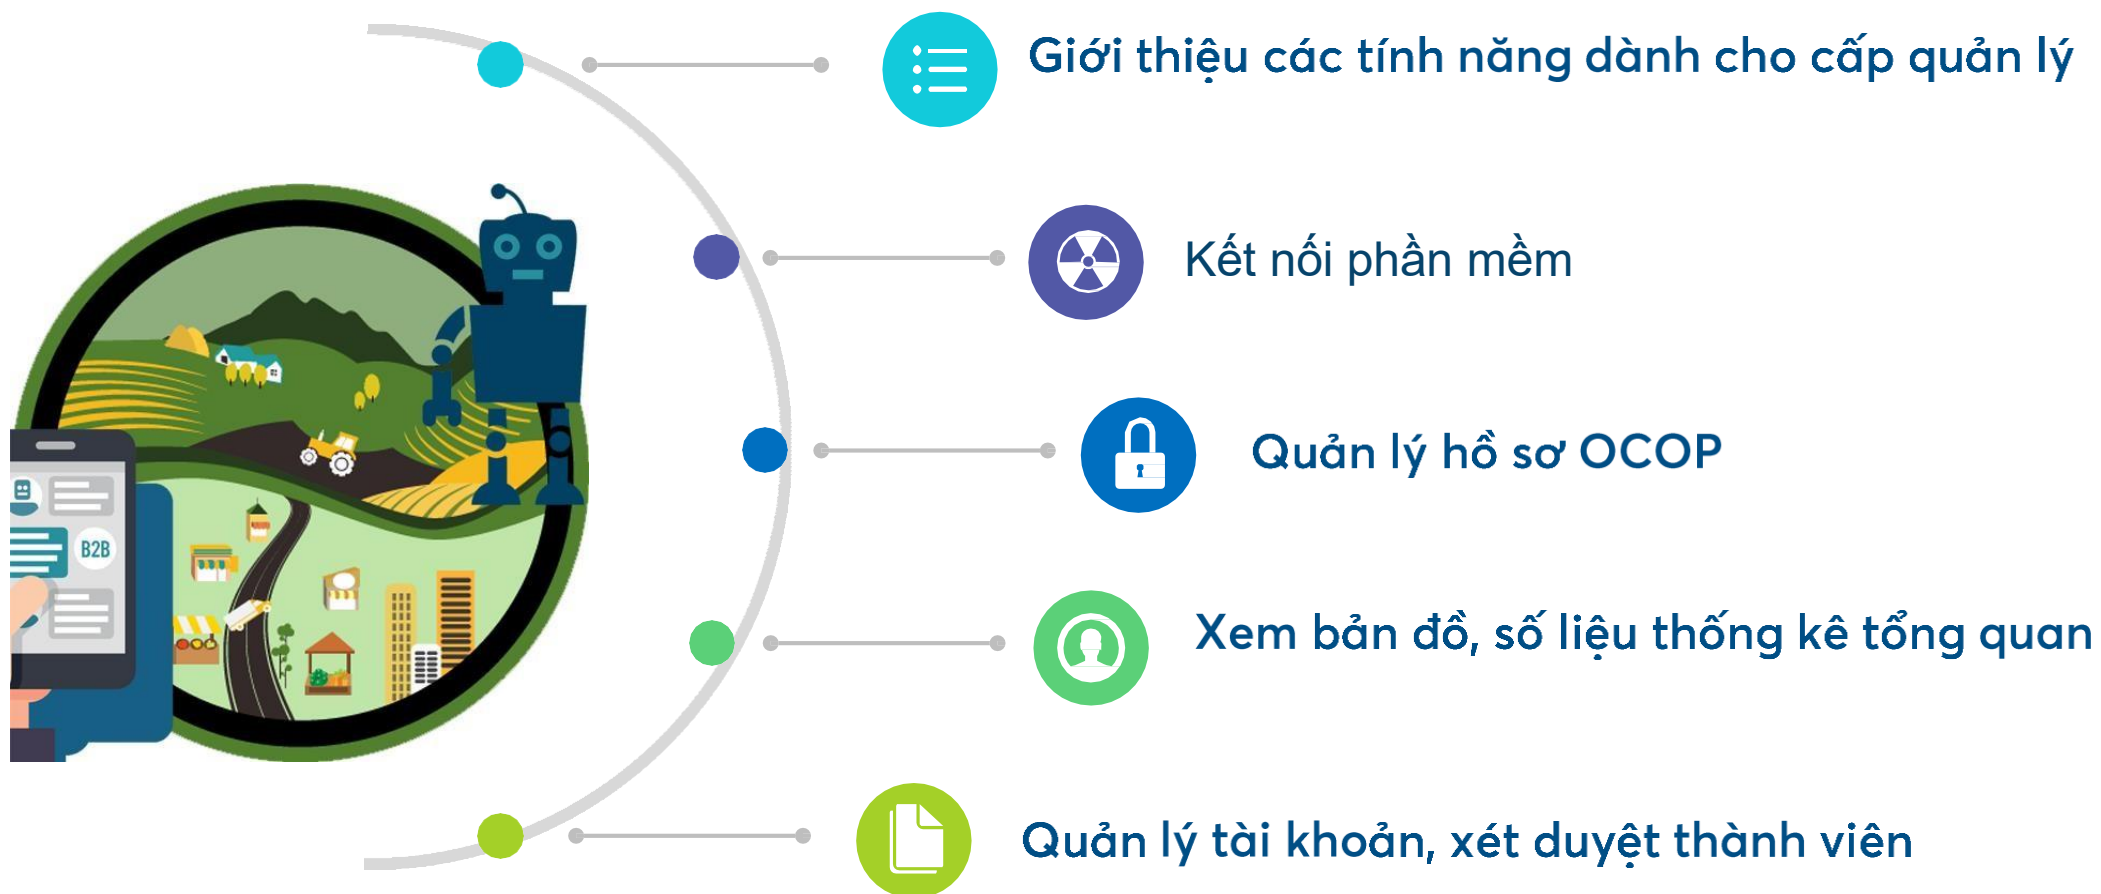 Giới thiệu các tính năng dành cho cấp quản lý
Kết nối phần mềm
Quản lý hồ sơ OCOP
B2B
Xem bản đồ, số liệu thống kê tổng quan
Quản lý tài khoản, xét duyệt thành viên